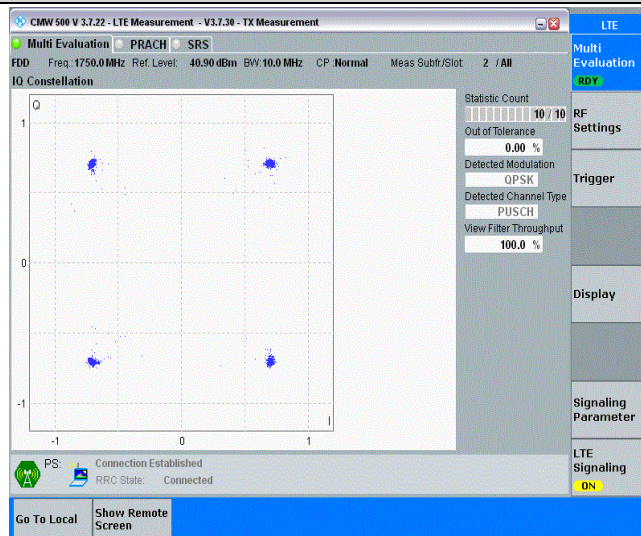 CMW 500 V 3.7.22 - LTE Measurement - V3.7.30 - TX Measurement
LTE
Multi Evaluation PRACH SRS
Multi
Evaluation
RDY
FDD Freq.:1750.0 MHz Ref. Level: 40.90 dBm BW:10.0 MHz CP :Normal Meas Subfr./Slot: 2 / All
IQ Constellation
Q
1
0
-1
I
-1 0 1
Statistic Count
10 / 10
Out of Tolerance
0.00 %
Detected Modulation
QPSK
Detected Channel Type
PUSCH
View Filter Throughput
100.0 %
RF
Settings
Trigger
Display
Signaling
Parameter
LTE
Signaling
ON
PS: Connection Established
RRC State: Connected
Go To Local
Show Remote
Screen